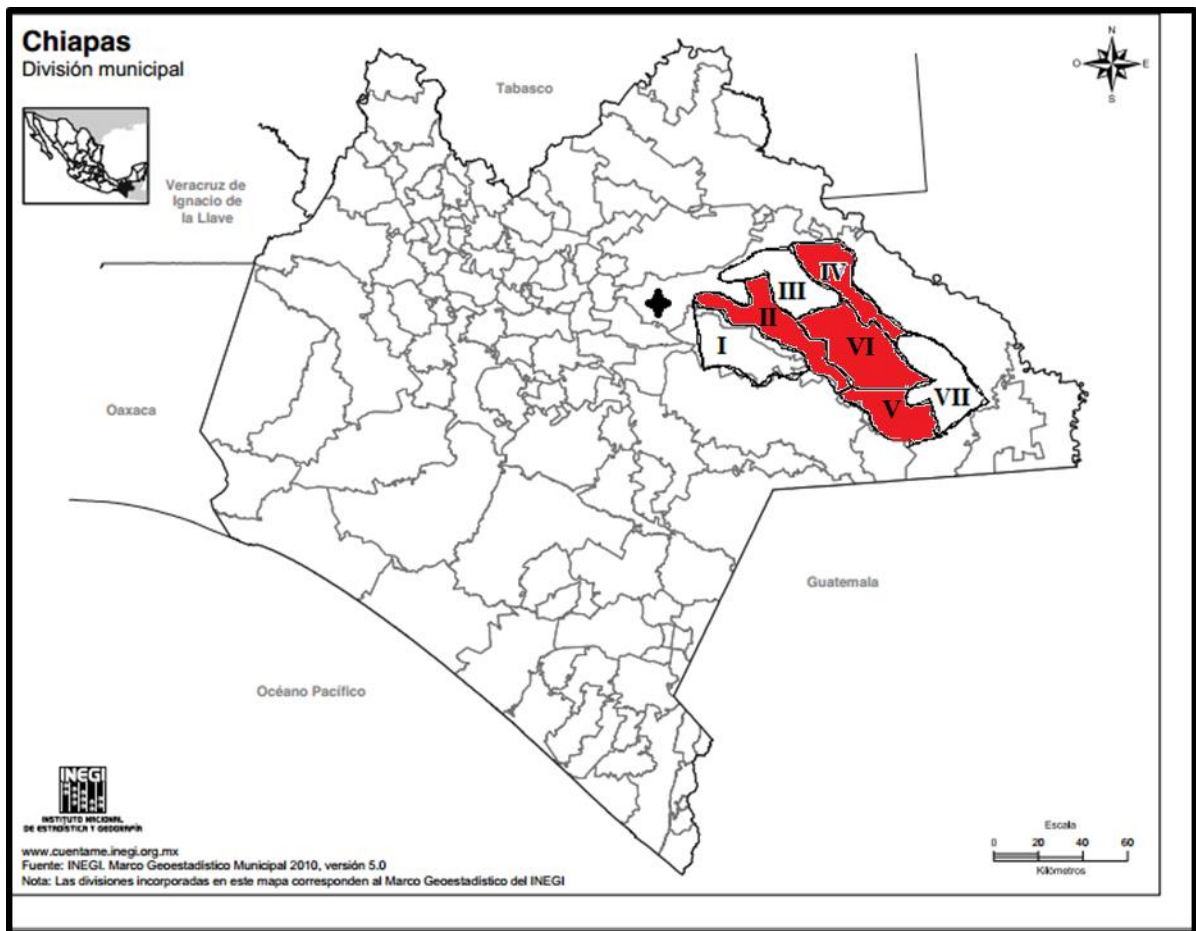 Chiapas
División municipal
Tabasco
N
O
E
S
Veracruz de
Ignacio de
la Llave
IV
III
II
I
VI
VII
V
Oaxaca
Guatemala
Océano Pacífico
INEGI
INSTITUTO NACIONAL
DE ESTADÍSTICA Y GEOGRAFÍA
www.cuentame.inegi.org.mx
Fuente: INEGI. Marco Geoestadístico Municipal 2010, versión 5.0
Nota: Las divisiones incorporadas en este mapa corresponden al Marco Geoestadístico del INEGI
Escala
0 20 40 60
Kilómetros